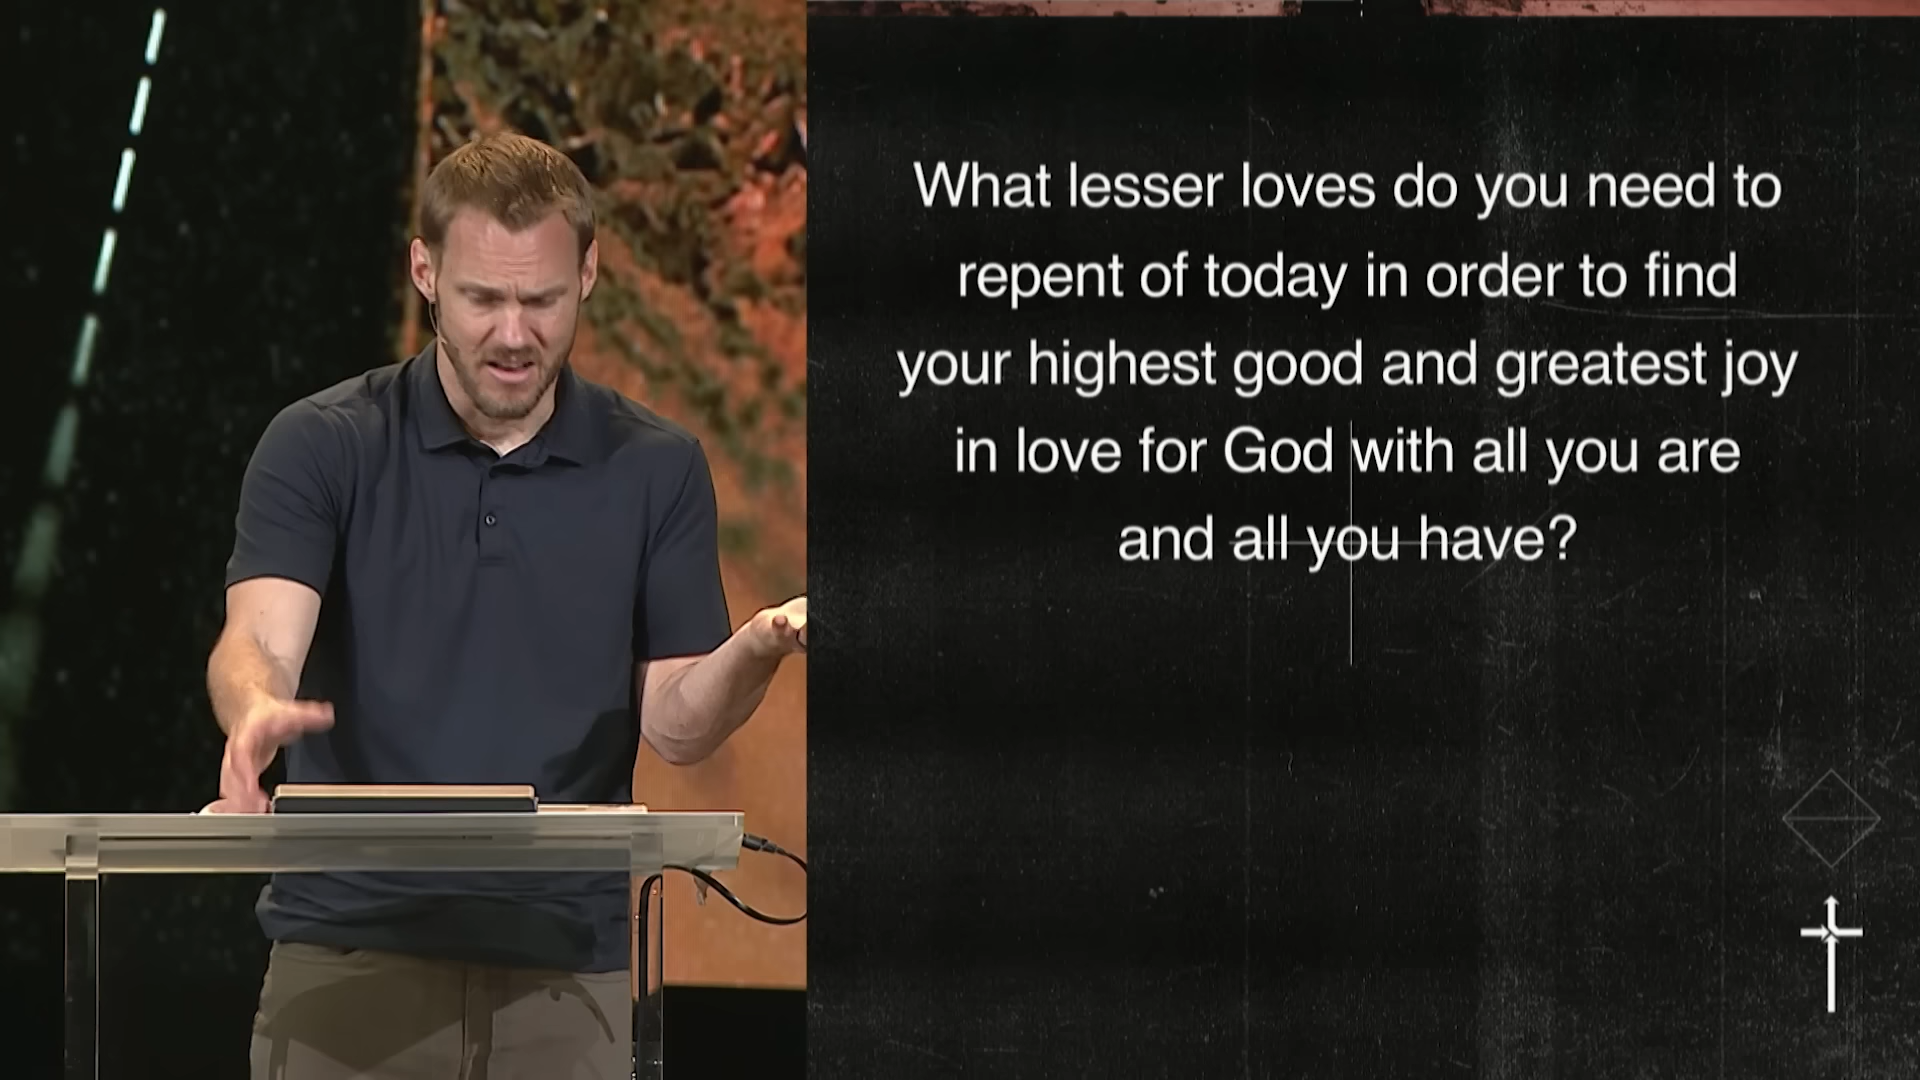 What lesser loves do you need to
repent of today in order to find
your highest good and greatest joy
in love for God with all you are
and all you have?